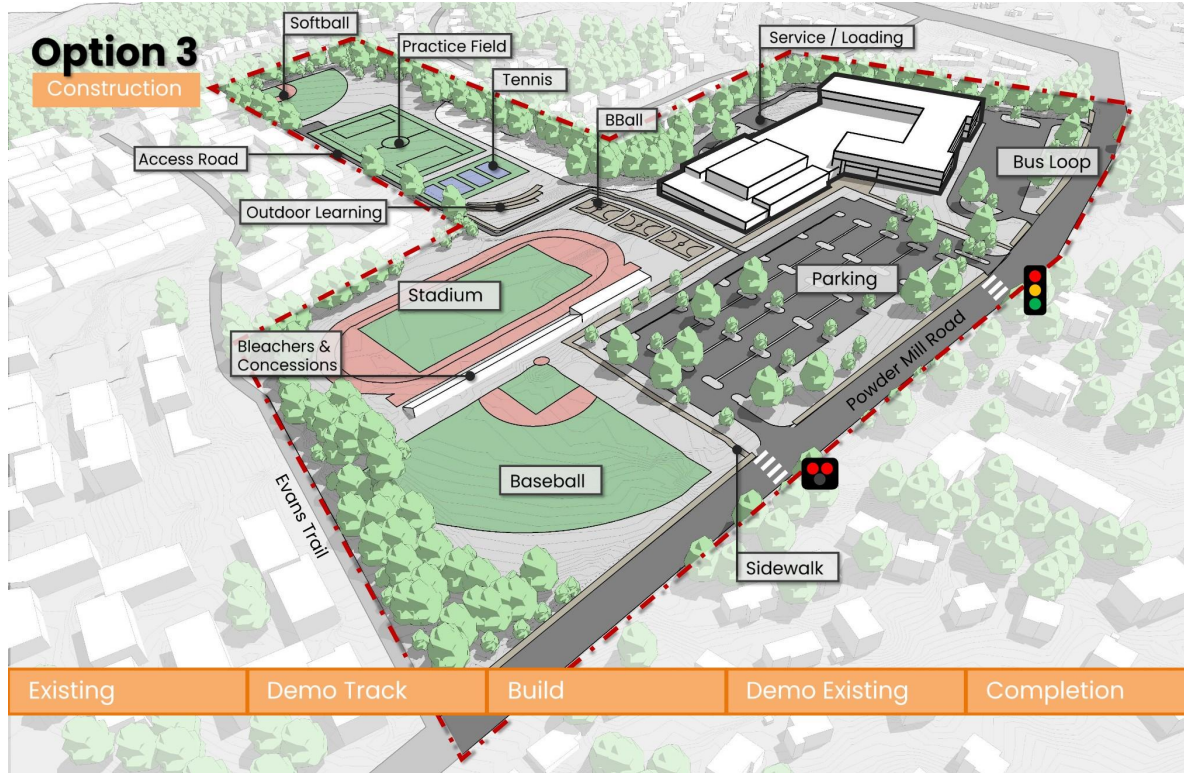 Option 3
Construction
Softball
Practice Field
Tennis
Service / Loading
BBall
Access Road
Bus Loop
Outdoor Learning
Stadium
Parking
Bleachers &
Concessions
Powder Mill Road
Baseball
Evans Trail
Sidewalk
Existing
Demo Track
Build
Demo Existing
Completion